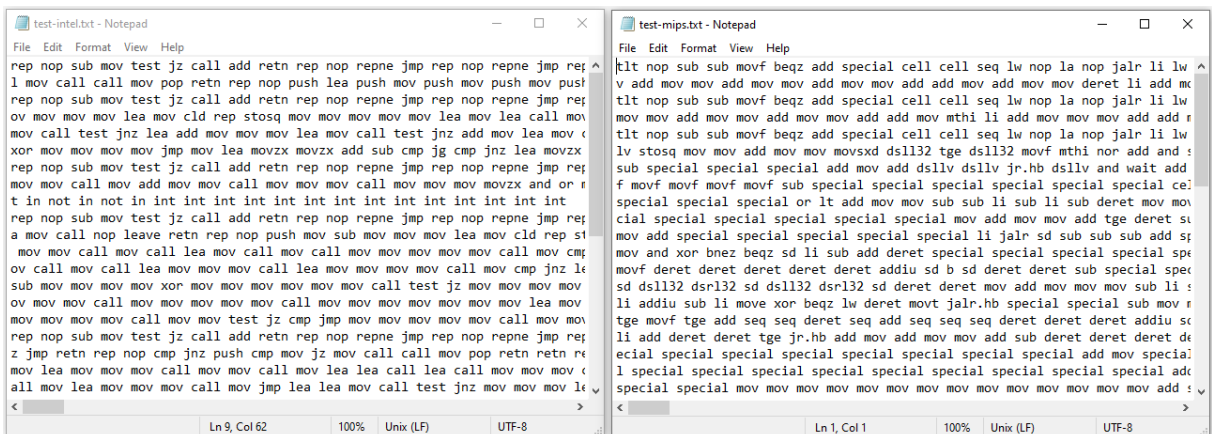 test-intel.txt - Notepad
File Edit Format View Help
rep nop sub mov test jz call add retn rep nop repne jmp rep nop repne jmp rep
l mov call call mov pop retn rep nop push lea push mov push mov push mov push
rep nop sub mov test jz call add retn rep nop repne jmp rep nop repne jmp rep
ov mov mov mov lea mov cld rep stosq mov mov mov mov mov lea mov lea call mov
mov call test jnz lea add mov mov mov lea mov call test jnz add mov lea mov
xor mov mov mov mov jmp mov lea movzx movzx add sub cmp jg cmp jnz lea movzx
rep nop sub mov test jz call add retn rep nop repne jmp rep nop repne jmp rep
mov mov call mov add mov mov call mov mov mov call mov mov mov movzx and or
t in not in not in int int int int int int int int int int int int int
rep nop sub mov test jz call add retn rep nop repne jmp rep nop repne jmp rep
a mov call nop leave retn rep nop push mov sub mov mov mov lea mov cld rep st
mov mov call mov call lea mov call mov call mov mov mov mov mov call mov cmp
ov call mov call lea mov mov mov call lea mov mov mov mov call mov cmp jnz le
sub mov mov mov mov xor mov mov mov mov mov mov call test jz mov mov mov mov
ov mov mov call mov mov mov mov mov mov call mov mov mov mov mov mov lea mov
mov mov mov mov call mov mov test jz cmp jmp mov mov mov mov mov call mov mov
rep nop sub mov test jz call add retn rep nop repne jmp rep nop repne jmp rep
z jmp retn rep nop cmp jnz push cmp mov jz mov call call mov pop retn retn re
mov lea mov mov mov call mov mov call mov lea lea call lea call mov mov mov
all mov lea mov mov mov call mov jmp lea lea mov call test jnz mov mov mov le
Ln 9, Col 62 100% Unix (LF) UTF-8
test-mips.txt - Notepad
File Edit Format View Help
tlt nop sub sub movf beqz add special cell cell seq lw nop la nop jalr li lw
v add mov mov mov mov add mov mov add add mov add mov mov mov deret li add mo
tlt nop sub sub movf beqz add special cell cell seq lw nop la nop jalr li lw
mov mov add mov mov add mov mov mov add add mov mthi li add mov mov mov add add
tlt nop sub sub movf beqz add special cell cell seq lw nop la nop jalr li lw
lv stosq mov mov add mov mov movsxd dsll32 tge dsll32 movf mthi nor add and s
sub special special special special add mov add dsllv dsllv jr.hb dsllv and wait add
f movf movf movf movf sub special special special special special special cel
special special special or lt add mov mov sub sub li sub li sub deret mov mov
cial special special special special special special mov add mov mov add tge deret su
mov add special special special special special special li jalr sd sub sub sub add sp
mov and xor bnez beqz sd li sub add deret special special special special special spe
movf deret deret deret deret deret addiu sd b sd deret deret sub special spec
sd dsll32 dsrl32 sd dsll32 dsrl32 sd deret deret mov add mov mov mov sub li s
li addiu sub li move xor beqz lw deret movt jalr.hb special special sub mov
tge movf tge add seq seq deret seq add seq seq seq deret deret deret addiu sd
li add deret deret tge jr.hb add mov add mov mov add sub deret deret deret de
ecial special special special special special special special special add mov special
l special special special special special special special special special special add
special special mov mov mov mov mov mov mov mov mov mov mov mov mov mov add s
Ln 1, Col 1 100% Unix (LF) UTF-8